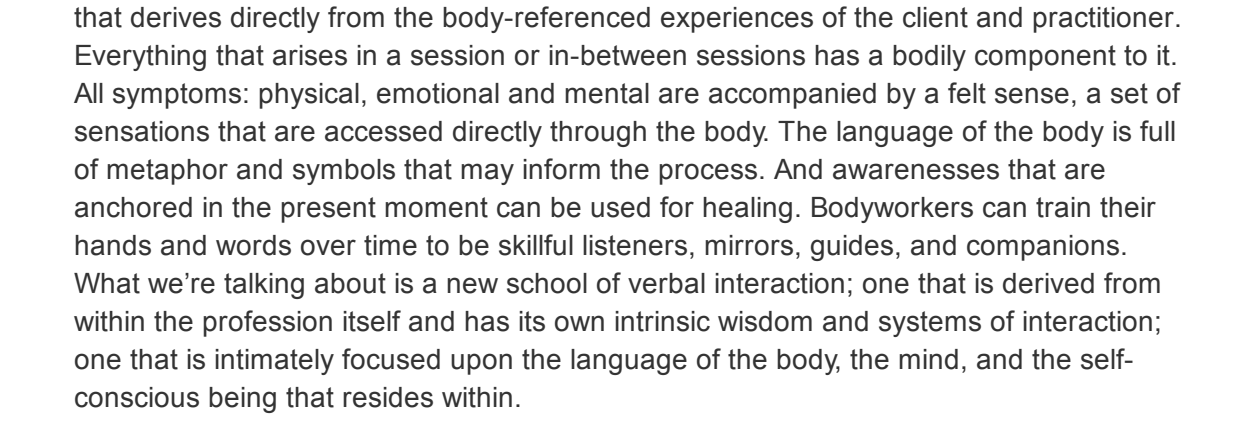 that derives directly from the body-referenced experiences of the client and practitioner.
Everything that arises in a session or in-between sessions has a bodily component to it.
All symptoms: physical, emotional and mental are accompanied by a felt sense, a set of
sensations that are accessed directly through the body. The language of the body is full
of metaphor and symbols that may inform the process. And awarenesses that are
anchored in the present moment can be used for healing. Bodyworkers can train their
hands and words over time to be skillful listeners, mirrors, guides, and companions.
What we’re talking about is a new school of verbal interaction; one that is derived from
within the profession itself and has its own intrinsic wisdom and systems of interaction;
one that is intimately focused upon the language of the body, the mind, and the self-
conscious being that resides within.